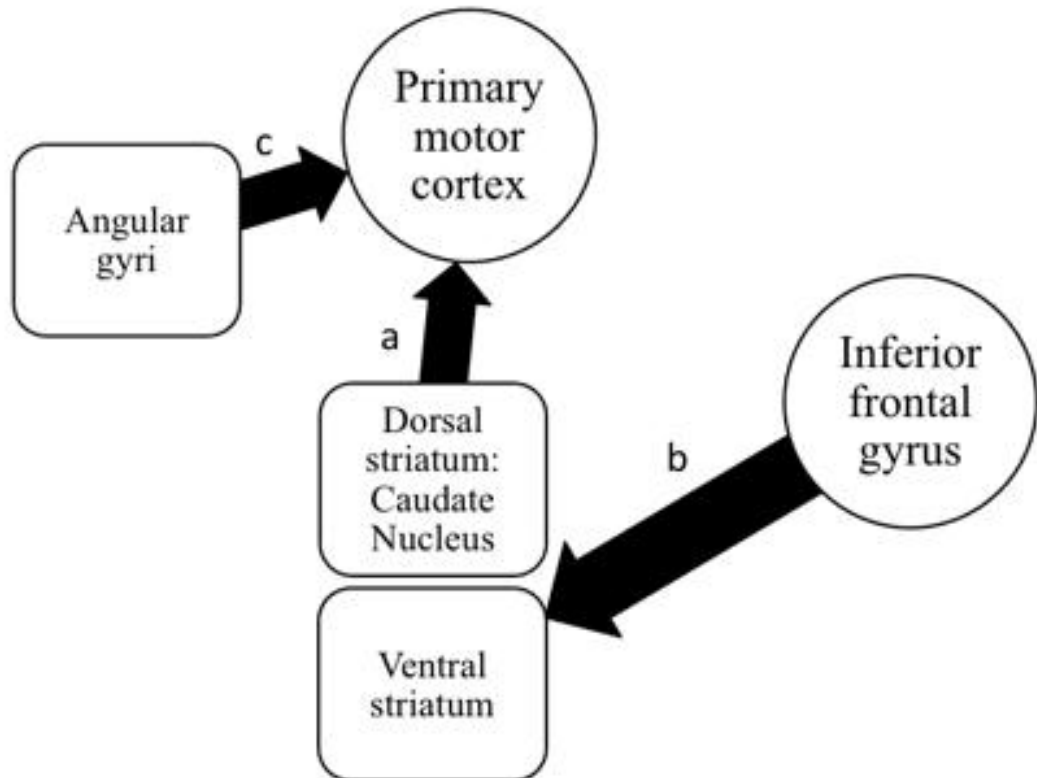 Primary
motor
cortex
c
Angular
gyri
a
Inferior
frontal
gyrus
b
Dorsal
striatum:
Caudate
Nucleus
Ventral
striatum